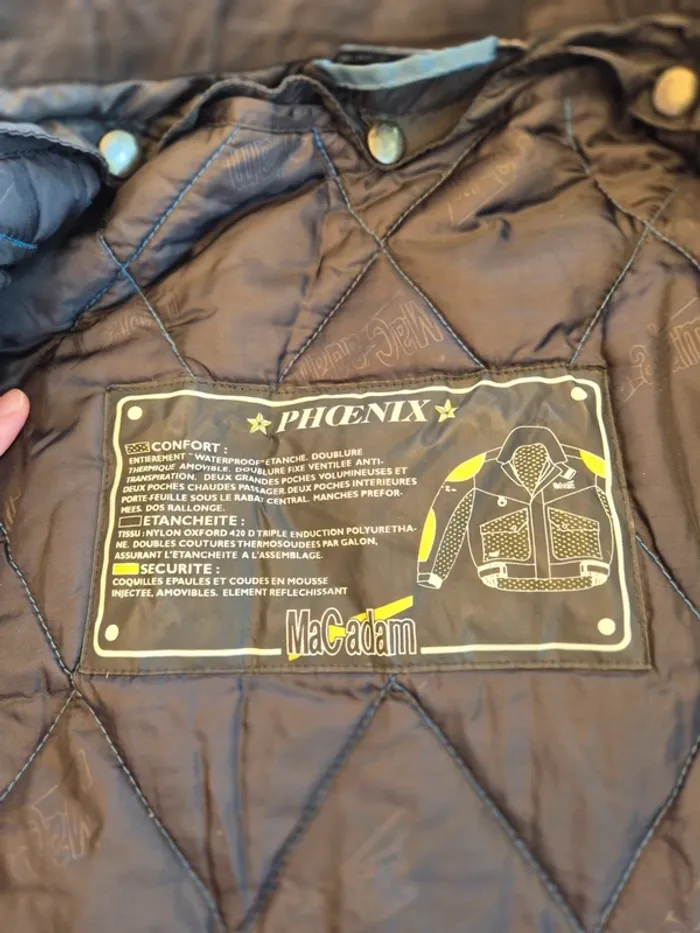 PHŒNIX
CONFORT :
ENTIEREMENT "WATERPROOF" ETANCHE. DOUBLURE
THERMIQUE AMOVIBLE. DOUBLURE FIXE VENTILEE ANTI-
TRANSPIRATION. DEUX GRANDES POCHES VOLUMINEUSES ET
DEUX POCHES CHAUDES PASSAGER. DEUX POCHES INTERIEURES
PORTE-FEUILLE SOUS LE RABAT CENTRAL. MANCHES PREFOR-
MEES. DOS RALLONGE.
ETANCHEITE :
TISSU : NYLON OXFORD 420 D TRIPLE ENDUCTION POLYURETHA-
NE. DOUBLES COUTURES THERMOSOUDEES PAR GALON,
ASSURANT L'ETANCHEITE A L'ASSEMBLAGE.
SECURITE :
COQUILLES EPAULES ET COUDES EN MOUSSE
INJECTEE, AMOVIBLES. ELEMENT REFLECHISSANT
MaC adam